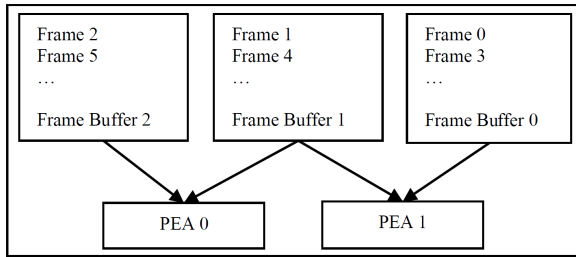 Frame 2
Frame 5
…
Frame Buffer 2
Frame 1
Frame 4
…
Frame Buffer 1
Frame 0
Frame 3
…
Frame Buffer 0
PEA 0
PEA 1